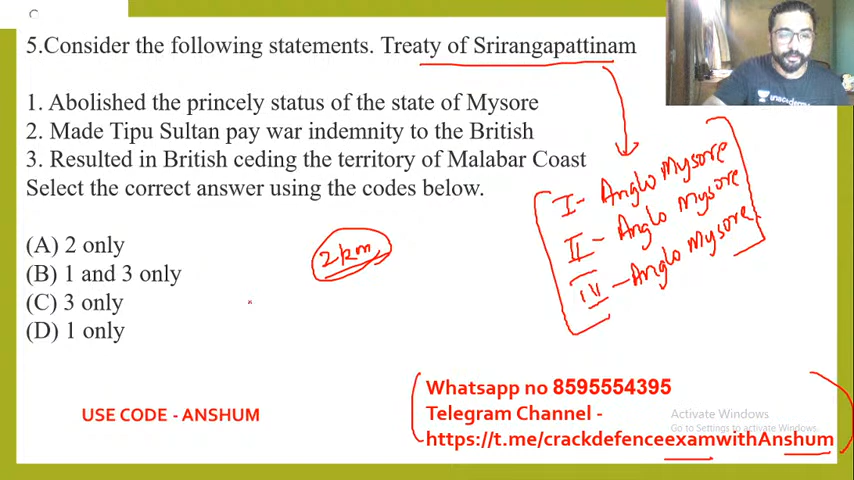 5.Consider the following statements. Treaty of Srirangapattinam
1. Abolished the princely status of the state of Mysore
2. Made Tipu Sultan pay war indemnity to the British
3. Resulted in British ceding the territory of Malabar Coast
Select the correct answer using the codes below.
(A) 2 only
(B) 1 and 3 only
(C) 3 only
(D) 1 only
2km
I - Anglo Mysore
II - Anglo Mysore
- Anglo Mysore
USE CODE - ANSHUM
Whatsapp no 8595554395
Telegram Channel -
https://t.me/crackdefenceexamwithAnshum
Activate Windows
Go to Settings to activate Windows.